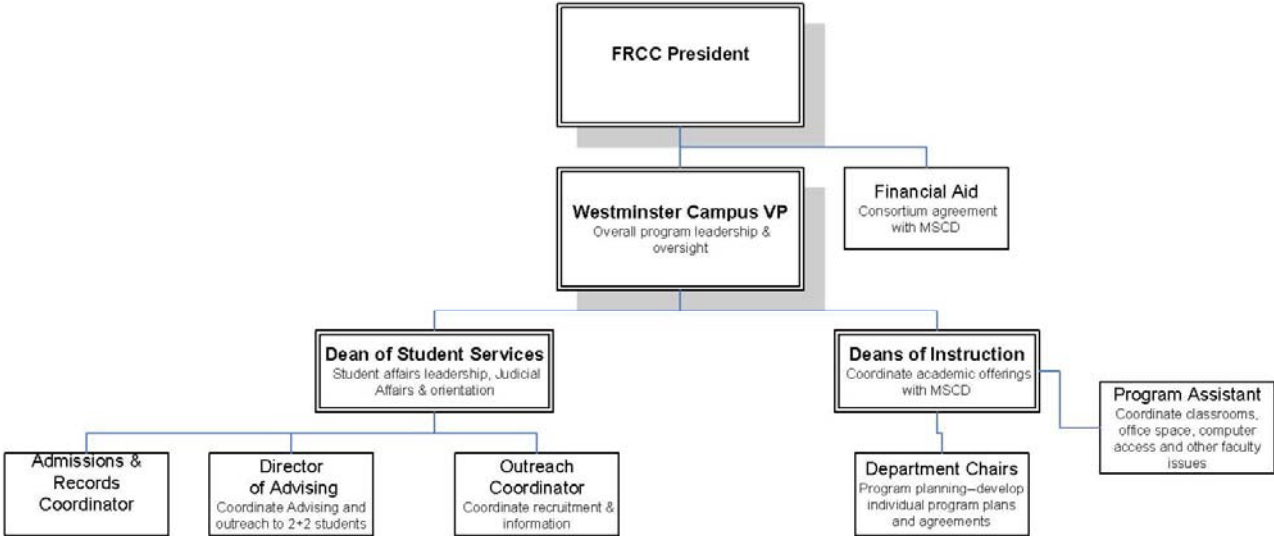 FRCC President
Westminster Campus VP
Overall program leadership &
oversight
Financial Aid
Consortium agreement
with MSCD
Dean of Student Services
Student affairs leadership, Judicial
Affairs & orientation
Deans of Instruction
Coordinate academic offerings
with MSCD
Program Assistant
Coordinate classrooms,
office space, computer
access and other faculty
issues
Admissions &
Records
Coordinator
Director
of Advising
Coordinate Advising and
outreach to 2+2 students
Outreach
Coordinator
Coordinate recruitment &
information
Department Chairs
Program planning--develop
individual program plans
and agreements